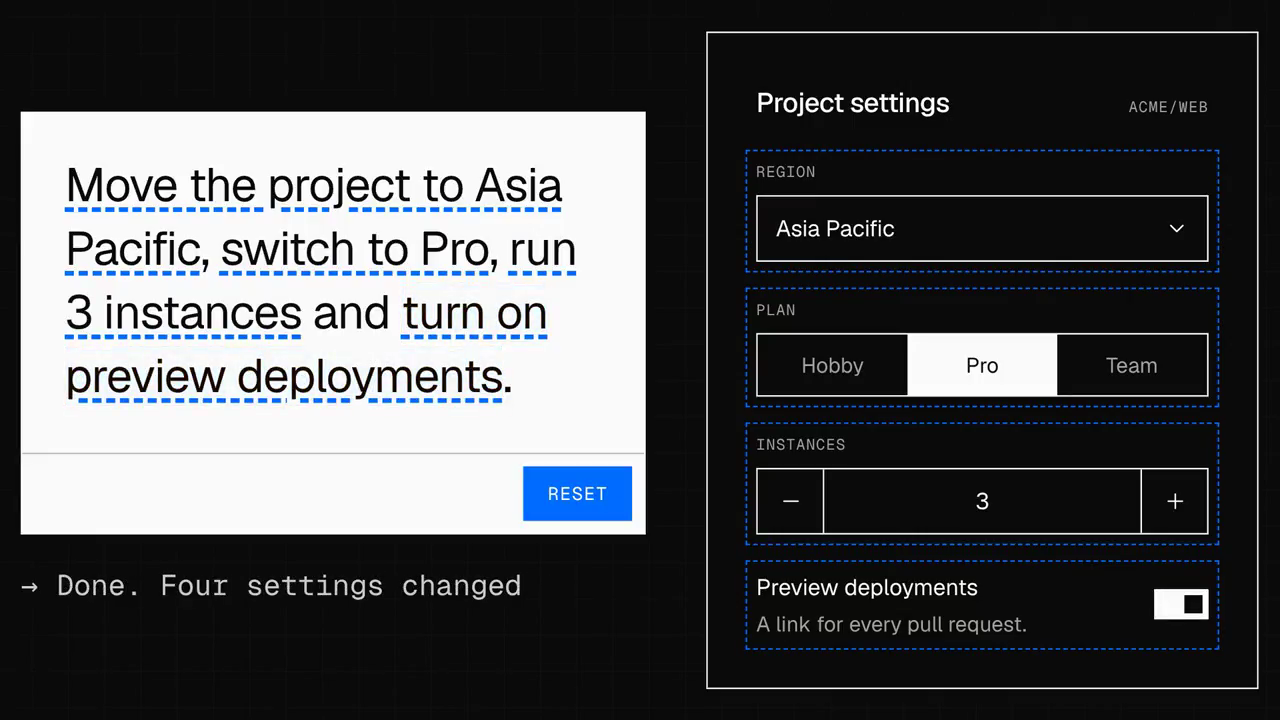 Move the project to Asia
Pacific, switch to Pro, run
3 instances and turn on
preview deployments.
RESET
→ Done. Four settings changed
Project settings
ACME/WEB
REGION
Asia Pacific
PLAN
Hobby
Pro
Team
INSTANCES
− 3 +
Preview deployments
A link for every pull request.